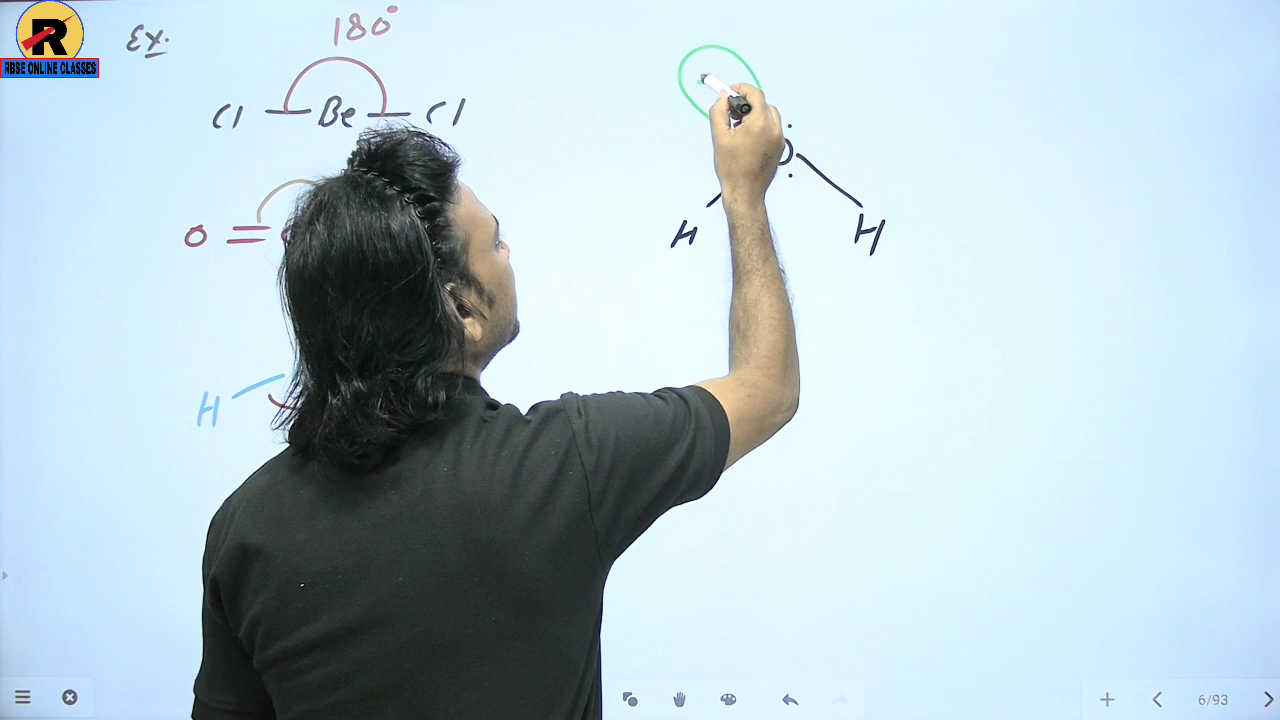 R
RBSE ONLINE CLASSES
Ex.
180°
Cl — Be — Cl
O =
H
H
H
6/93